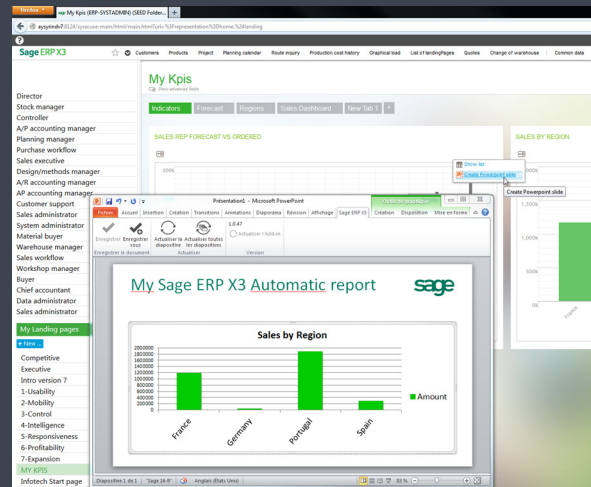 Firefox
My Kpis (ERP-SYSTADMIN) (SEED Folder...
+
Sage ERP X3
Customers Products Project Planning calendar Route inquiry Production cost history Graphical load List of landingPages Quotes Change of warehouse Common data
My Kpis
Show advanced fields
Indicators Forecast Regions Sales Dashboard New Tab 1 +
Director
Stock manager
Controller
A/P accounting manager
Planning manager
Purchase workflow
Sales executive
Design/methods manager
A/R accounting manager
AP accounting manager
Customer support
Sales administrator
System administrator
Material buyer
Warehouse manager
Sales workflow
Workshop manager
Buyer
Chief accountant
Data administrator
Sales administrator
My Landing pages
+ New ...
Competitive
Executive
Intro version 7
1-Usability
2-Mobility
3-Control
4-Intelligence
5-Responsiveness
6-Profitability
7-Expansion
MY KPIS
Infotech Start page
SALES REP FORECAST VS ORDERED
300k
SALES BY REGION
Show list
Create Powerpoint slide
Create Powerpoint slide
1,200k
1,000k
500k
0k
France
Présentation1 - Microsoft PowerPoint
Fichier Accueil Insertion Création Transitions Animations Diaporama Révision Affichage Sage ERP X3 Création Disposition Mise en forme
Enregistrer Enregistrer sous
Actualiser la diapositive Actualiser toutes les diapositives
1.0.47
Actualiser l'Add-in
Enregistrer le document Actualiser Version
My Sage ERP X3 Automatic report
sage
Sales by Region
2000000
1800000
1600000
1400000
1200000
1000000
800000
600000
400000
200000
0
France Germany Portugal Spain
Amount
Diapositive 1 de 1 "Sage 16-9" Anglais (États Unis) 83 %